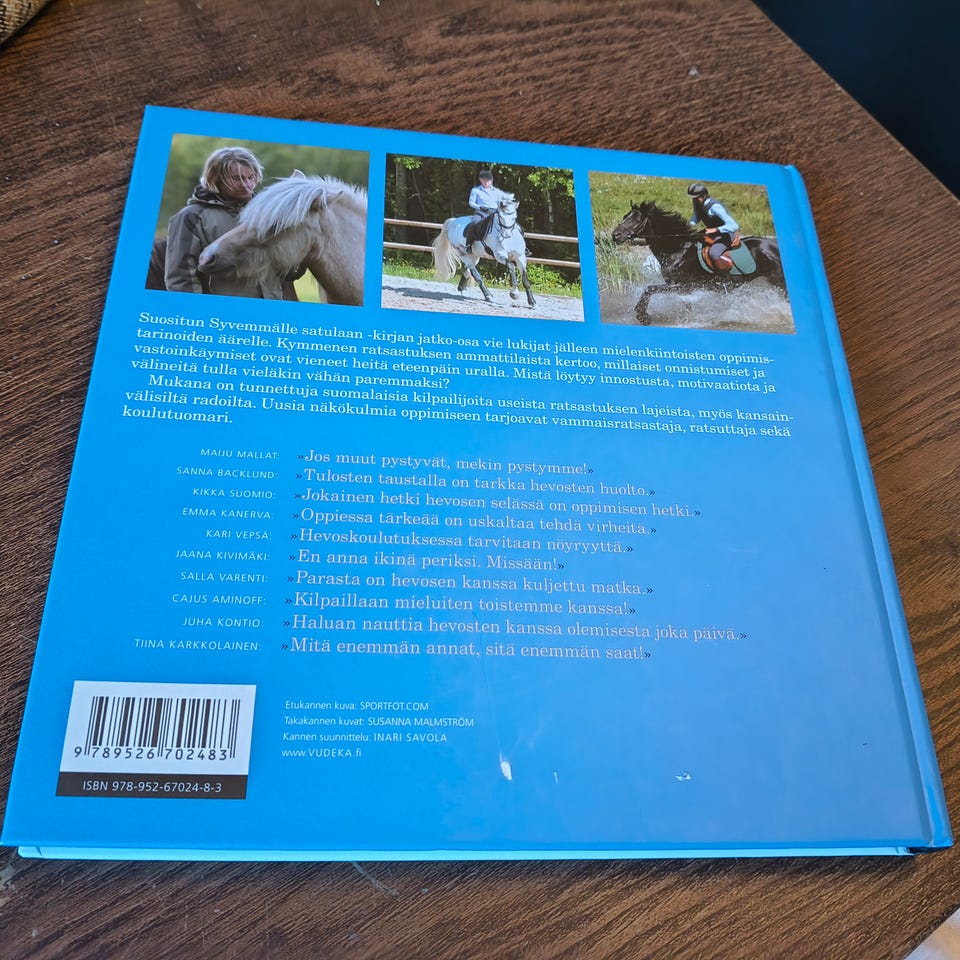 Suositun Syvemmälle satulaan -kirjan jatko-osa vie lukijat jälleen mielenkiintoisten oppimis-
tarinoiden äärelle. Kymmenen ratsastuksen ammattilaista kertoo, millaiset onnistumiset ja
vastoinkäymiset ovat vieneet heitä eteenpäin uralla. Mistä löytyy innostusta, motivaatiota ja
välineitä tulla vieläkin vähän paremmaksi?
Mukana on tunnettuja suomalaisia kilpailijoita useista ratsastuksen lajeista, myös kansain-
välisiltä radoilta. Uusia näkökulmia oppimiseen tarjoavat vammaisratsastaja, ratsuttaja sekä
koulutuomari.
MAIJU MALLAT: »Jos muut pystyvät, mekin pystymme!»
SANNA BACKLUND: »Tulosten taustalla on tarkka hevosten huolto.»
KIKKA SUOMIO: »Jokainen hetki hevosen selässä on oppimisen hetki.»
EMMA KANERVA: »Oppiessa tärkeää on uskaltaa tehdä virheitä.»
KARI VEPSÄ: »Hevoskoulutuksessa tarvitaan nöyryyttä.»
JAANA KIVIMÄKI: »En anna ikinä periksi. Missään!»
SALLA VARENTI: »Parasta on hevosen kanssa kuljettu matka.»
CAJUS AMINOFF: »Kilpaillaan mieluiten toistemme kanssa!»
JUHA KONTIO: »Haluan nauttia hevosten kanssa olemisesta joka päivä.»
TIINA KARKKOLAINEN: »Mitä enemmän annat, sitä enemmän saat!»
Etukannen kuva: SPORTFOT.COM
Takakannen kuvat: SUSANNA MALMSTRÖM
Kannen suunnittelu: INARI SAVOLA
www.VUDEKA.fi
9 789526 702483
ISBN 978-952-67024-8-3